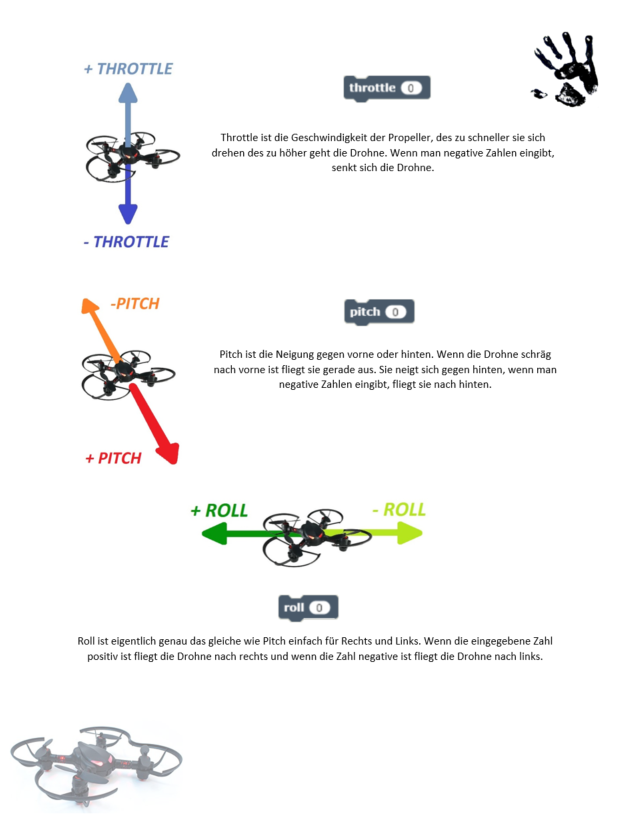 + THROTTLE
throttle 0
Throttle ist die Geschwindigkeit der Propeller, des zu schneller sie sich
drehen des zu höher geht die Drohne. Wenn man negative Zahlen eingibt,
senkt sich die Drohne.
- THROTTLE
-PITCH
pitch 0
Pitch ist die Neigung gegen vorne oder hinten. Wenn die Drohne schräg
nach vorne ist fliegt sie gerade aus. Sie neigt sich gegen hinten, wenn man
negative Zahlen eingibt, fliegt sie nach hinten.
+ PITCH
+ ROLL
- ROLL
roll 0
Roll ist eigentlich genau das gleiche wie Pitch einfach für Rechts und Links. Wenn die eingegebene Zahl
positiv ist fliegt die Drohne nach rechts und wenn die Zahl negative ist fliegt die Drohne nach links.